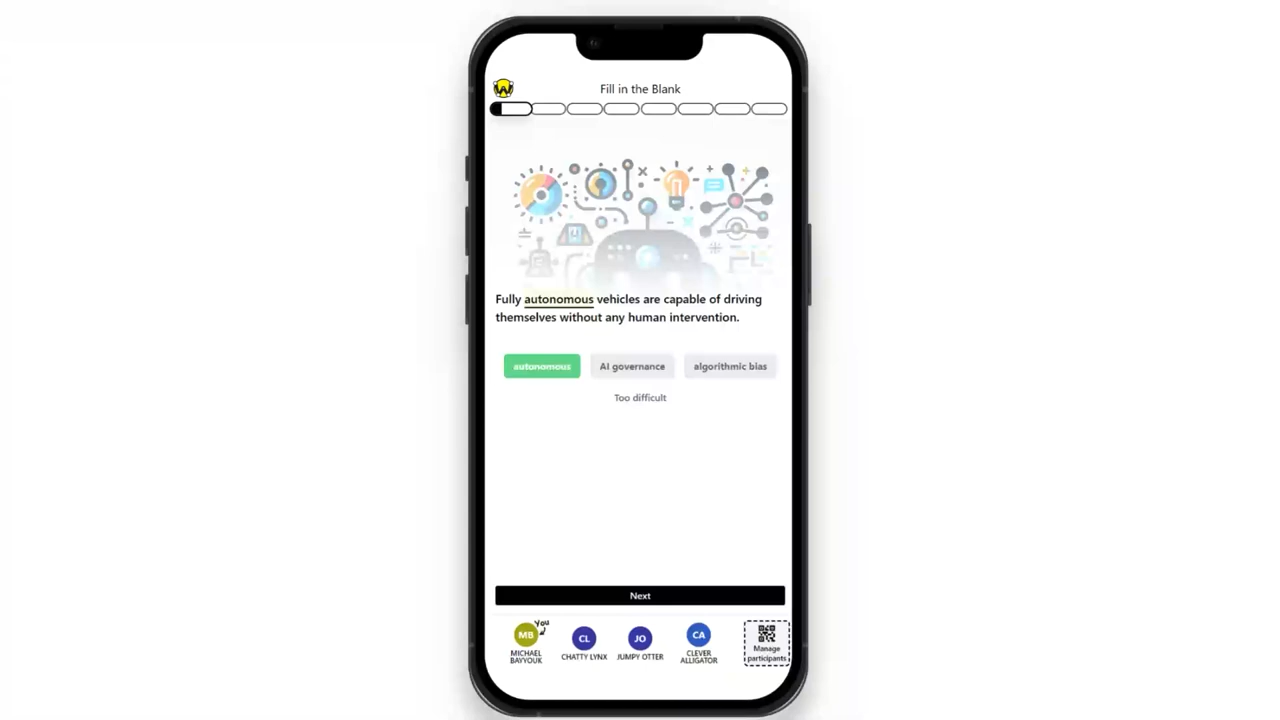 Fill in the Blank
Fully autonomous vehicles are capable of driving
themselves without any human intervention.
autonomous
AI governance
algorithmic bias
Too difficult
Next
MB
You
CL
JO
CA
MICHAEL
BAYYOUK
CHATTY LYNX
JUMPY OTTER
CLEVER
ALLIGATOR
Manage
participants